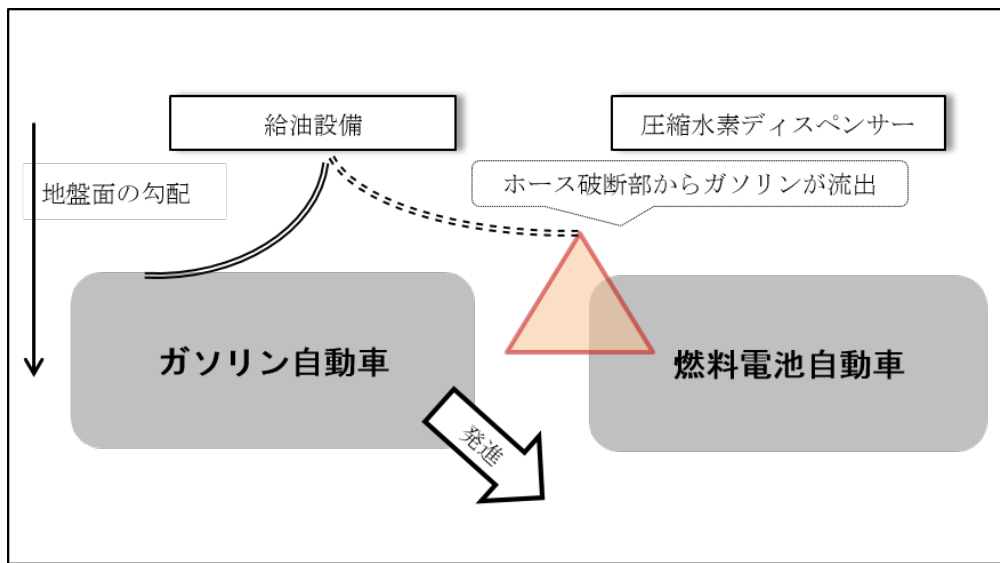 給油設備
圧縮水素ディスペンサー
地盤面の勾配
ホース破断部からガソリンが流出
ガソリン自動車
燃料電池自動車
発進